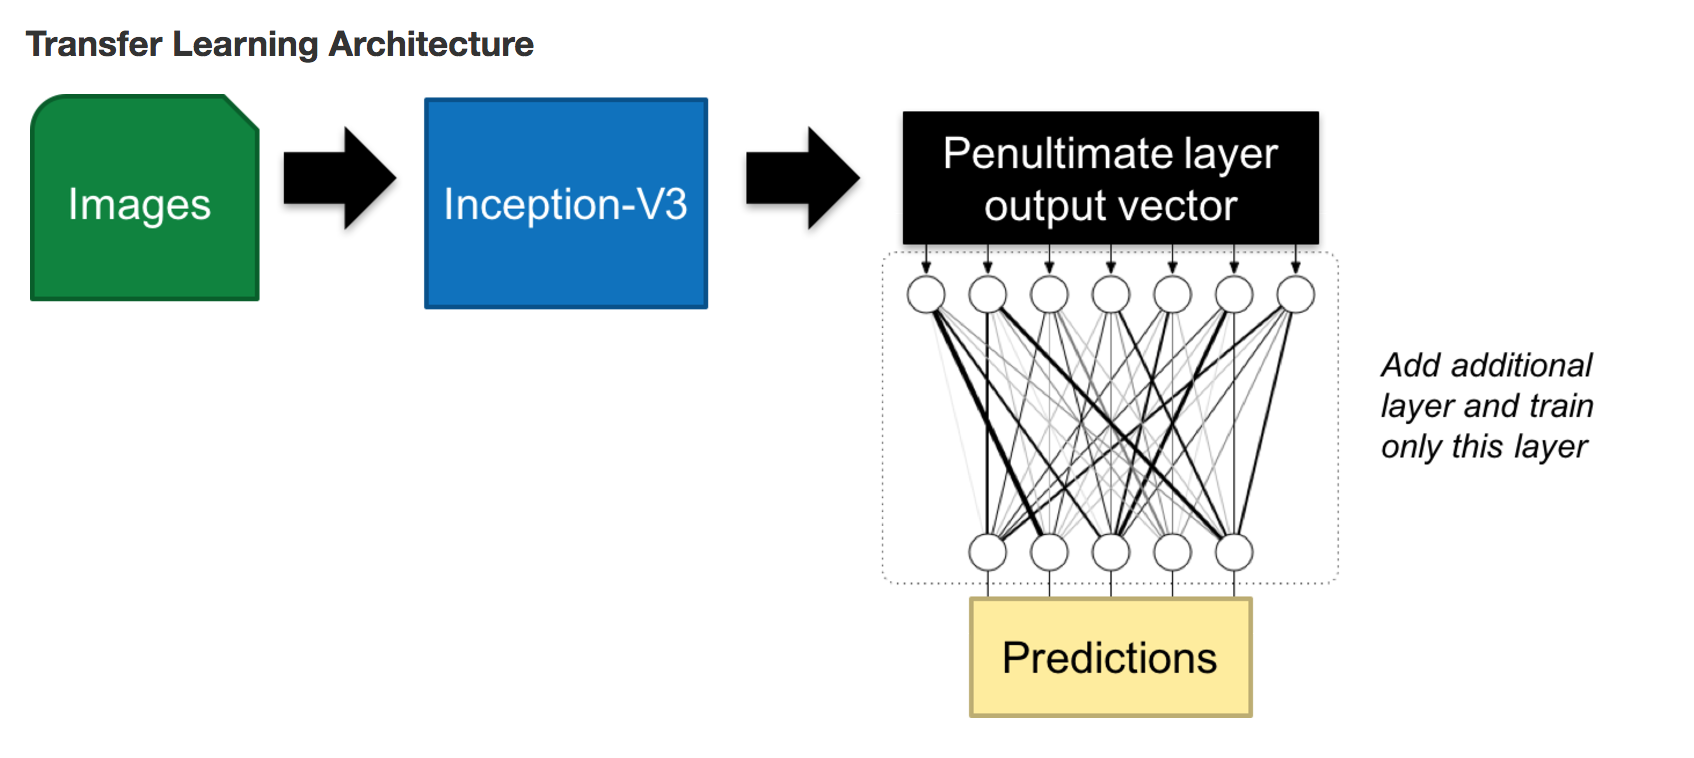 Transfer Learning Architecture
Images
Inception-V3
Penultimate layer
output vector
Add additional
layer and train
only this layer
Predictions